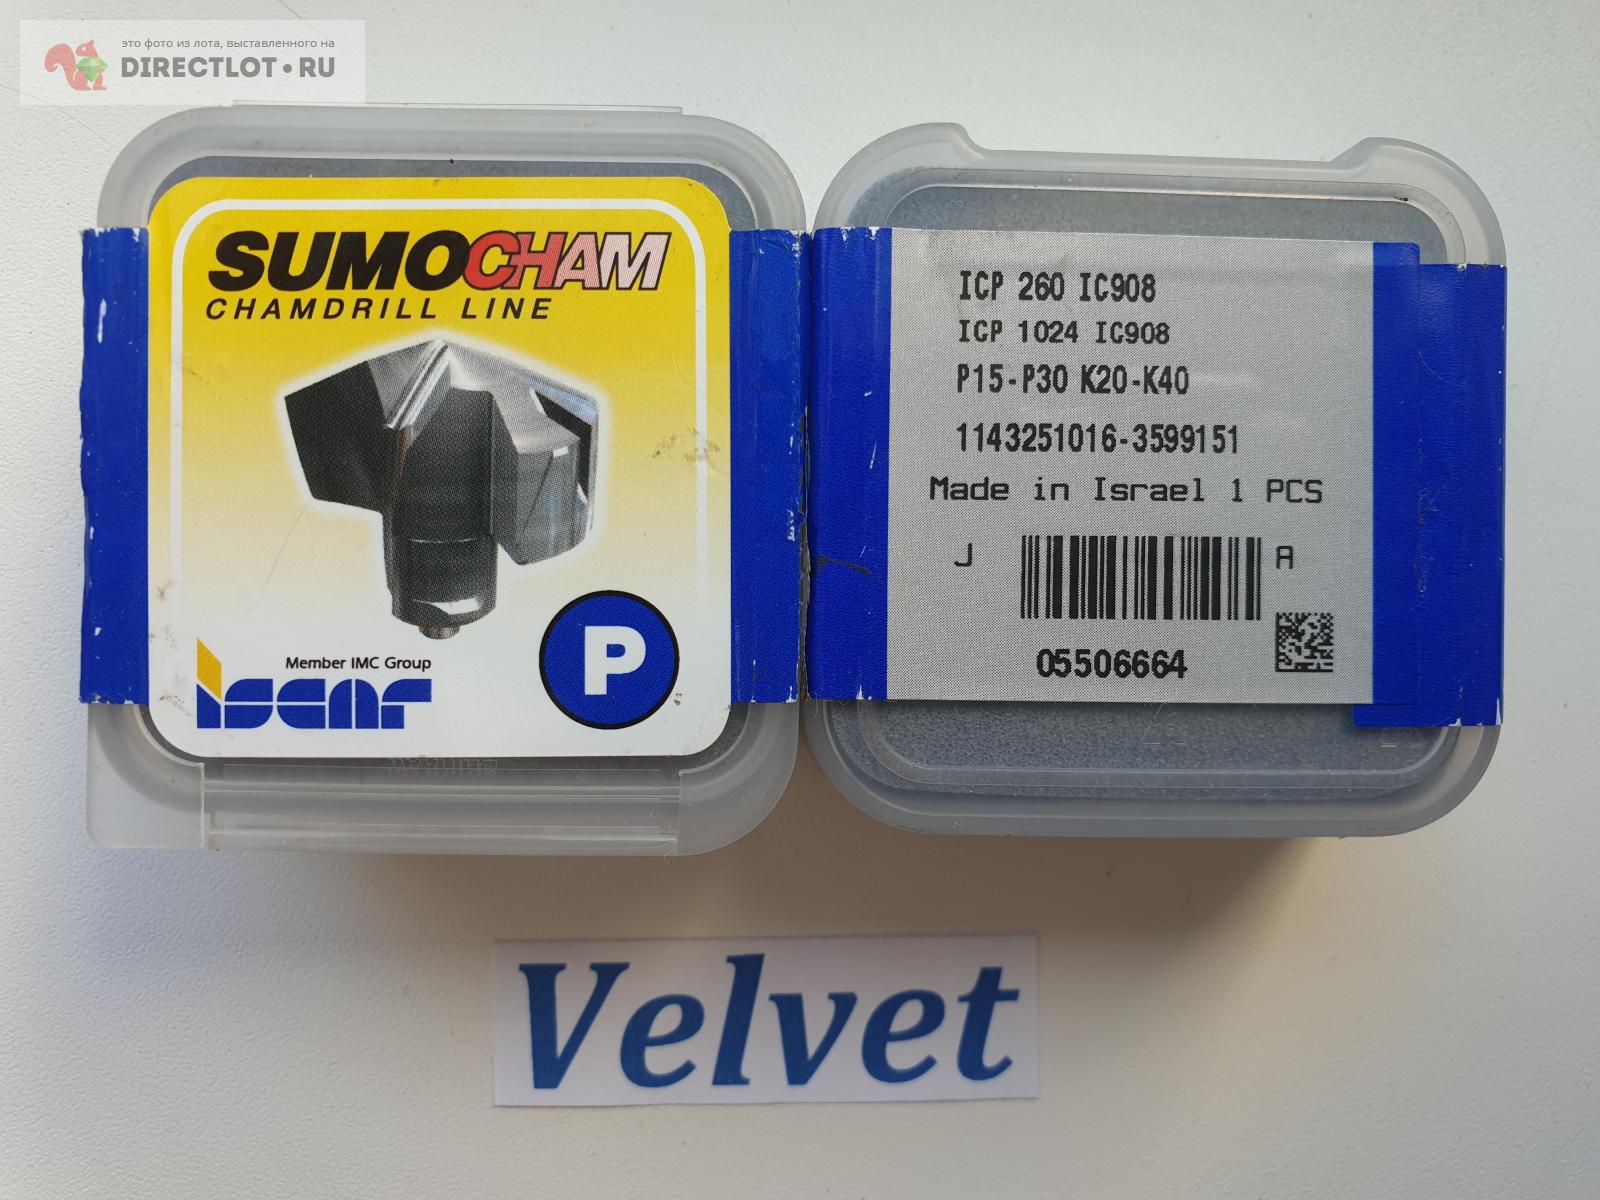 это фото из лота, выставленного на
DIRECTLOT•RU
SUMOCHAM
CHAMDRILL LINE
Member IMC Group
iscar
P
ICP 260 IC908
ICP 1024 IC908
P15-P30 K20-K40
1143251016-3599151
Made in Israel 1 PCS
J A
05506664
Velvet